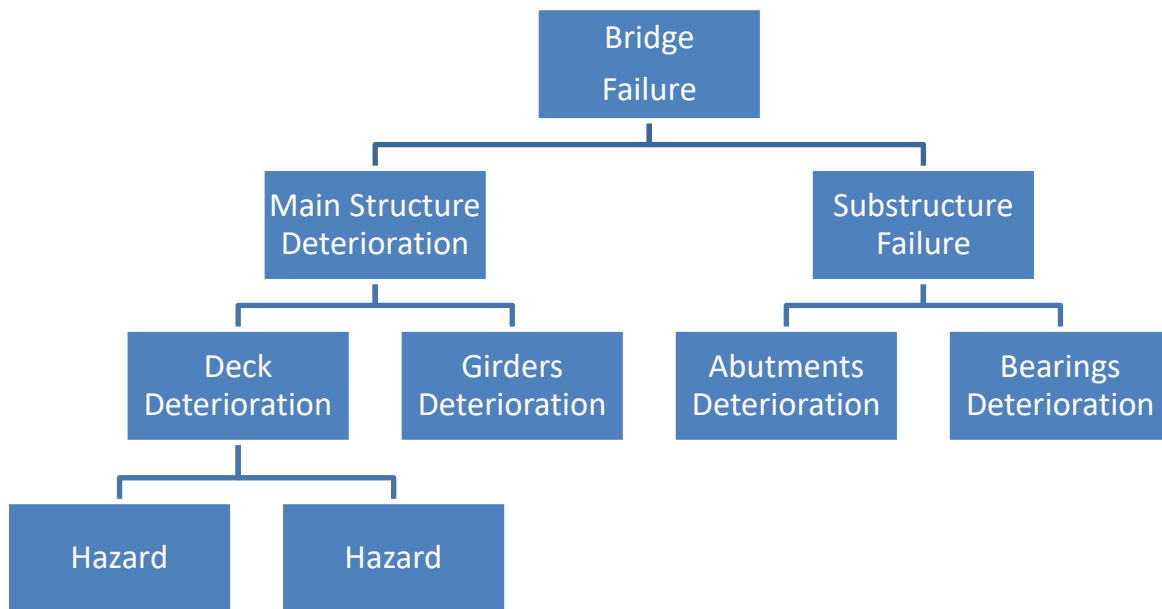 Bridge
Failure
Main Structure
Deterioration
Substructure
Failure
Deck
Deterioration
Girders
Deterioration
Abutments
Deterioration
Bearings
Deterioration
Hazard
Hazard